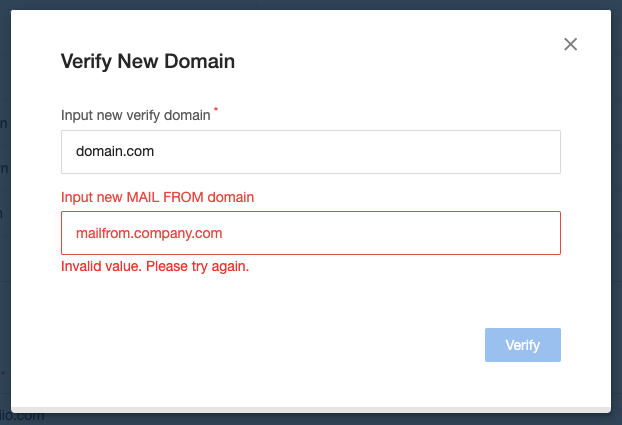 Verify New Domain
Input new verify domain *
domain.com
Input new MAIL FROM domain
mailfrom.company.com
Invalid value. Please try again.
Verify